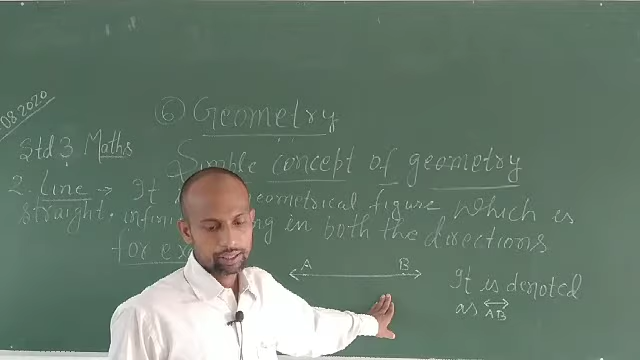 08 2020
⑥ Geometry
Std 3 Maths
Simple concept of geometry
2. Line → It geometrical figure which is
straight. in both the directions
for
A B
It is denoted
as AB